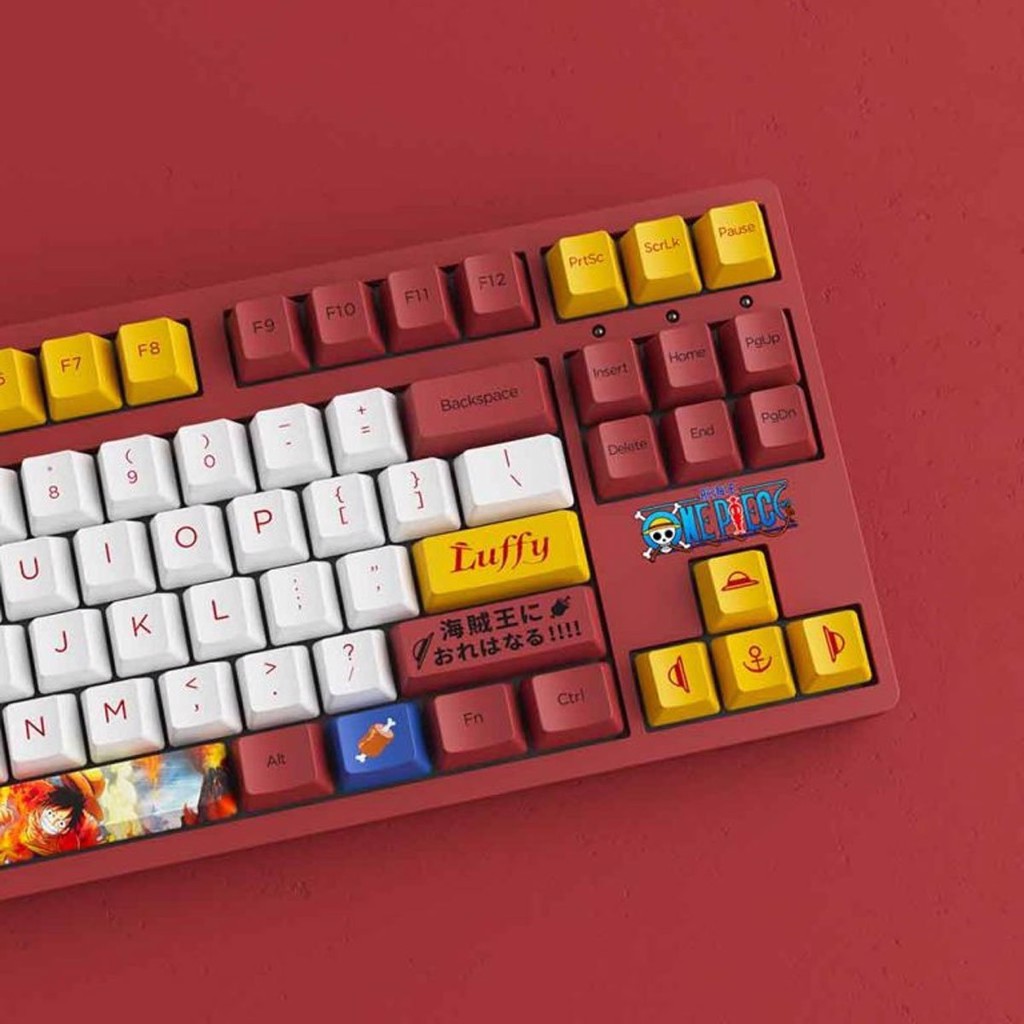 PrtSc ScrLk Pause
F9 F10 F11 F12
F7 F8
Insert Home PgUp
Delete End PgDn
Backspace
* 8 ( 9 ) 0 - - + =
U I O P { [ } ] | \
ONE PIECE
Luffy
J K L : ; " '
海賊王に
おれはなる!!!!
N M < , > . ? /
Alt Fn Ctrl